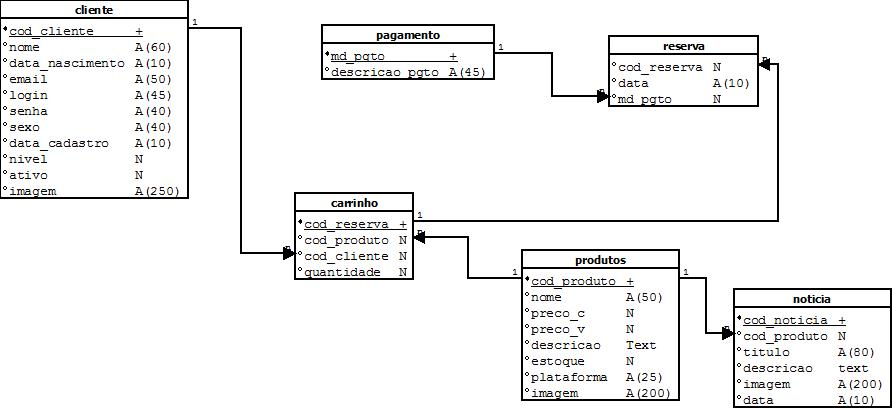 cliente
cod_cliente +
nome A(60)
data_nascimento A(10)
email A(50)
login A(45)
senha A(40)
sexo A(40)
data_cadastro A(10)
nivel N
ativo N
imagem A(250)
1
pagamento
md_pgto +
descricao_pgto A(45)
1
n
reserva
cod_reserva N
data A(10)
md_pgto N
n
carrinho
cod_reserva +
cod_produto N
cod_cliente N
quantidade N
1
n
n
produtos
cod_produto +
nome A(50)
preco_c N
preco_v N
descricao Text
estoque N
plataforma A(25)
imagem A(200)
1
1
n
noticia
cod_noticia +
cod_produto N
titulo A(80)
descricao text
imagem A(200)
data A(10)